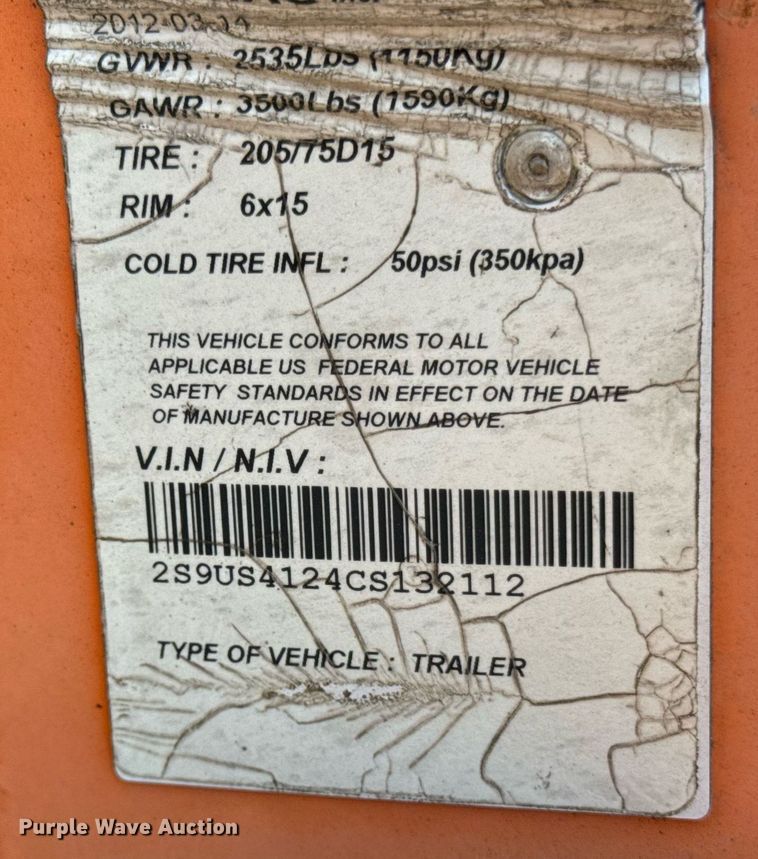 2012-03-14
GVWR : 2535Lbs (1150Kg)
GAWR : 3500Lbs (1590Kg)
TIRE : 205/75D15
RIM : 6x15
COLD TIRE INFL : 50psi (350kpa)
THIS VEHICLE CONFORMS TO ALL
APPLICABLE US FEDERAL MOTOR VEHICLE
SAFETY STANDARDS IN EFFECT ON THE DATE
OF MANUFACTURE SHOWN ABOVE.
V.I.N / N.I.V :
2S9US4124CS132112
TYPE OF VEHICLE : TRAILER
Purple Wave Auction